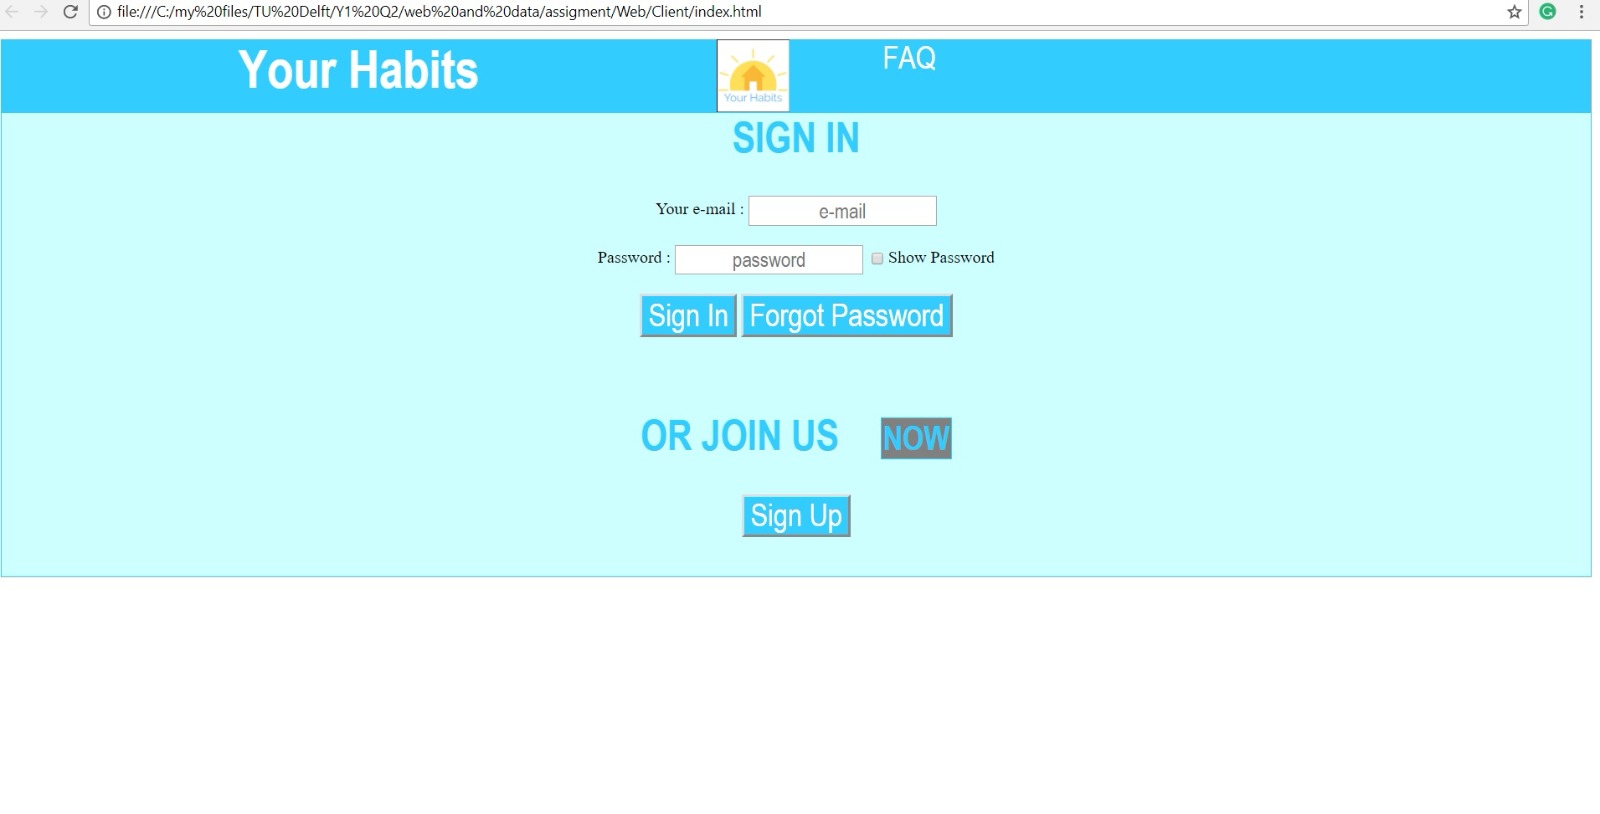 file:///C:/my%20files/TU%20Delft/Y1%20Q2/web%20and%20data/assigment/Web/Client/index.html
Your Habits
Your Habits
FAQ
SIGN IN
Your e-mail : e-mail
Password : password Show Password
Sign In Forgot Password
OR JOIN US NOW
Sign Up